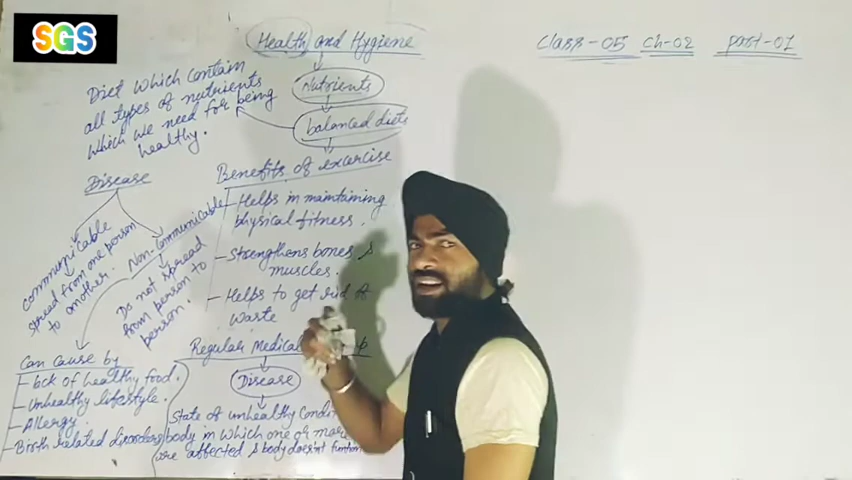 SGS
Health and Hygiene
Class-05 Ch-02 part-01
Nutrients
balanced diets
Diet which contain
all types of nutrients
which we need for being
healthy.
Disease
communicable
spread from one person
to another.
Non-Communicable
Do not spread
from person to
person.
Can cause by
- lack of healthy food.
- Unhealthy lifestyle.
- Allergy.
- Birth related disorders
Benefits of excercise
- Helps in maintaining
physical fitness.
- Strengthens bones &
muscles.
- Helps to get rid of
waste
Regular Medical
Disease
State of unhealthy
body in which one or more
are affected & body doesn't function